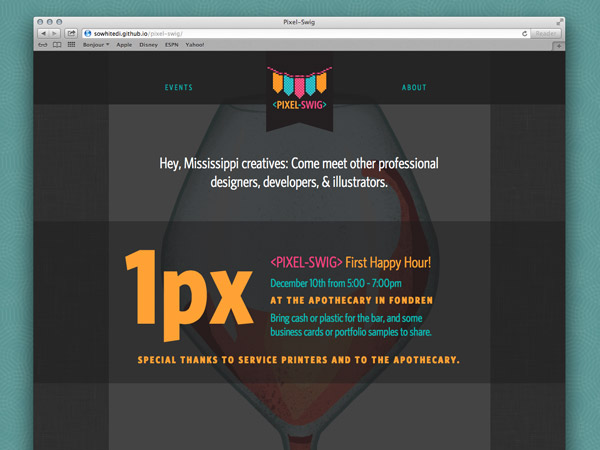 Pixel-Swig
sowhitedi.github.io/pixel-swig/
Reader
Bonjour Apple Disney ESPN Yahoo!
EVENTS
<PIXEL-SWIG>
ABOUT
Hey, Mississippi creatives: Come meet other professional
designers, developers, & illustrators.
1px
<PIXEL-SWIG> First Happy Hour!
December 10th from 5:00 - 7:00pm
AT THE APOTHECARY IN FONDREN
Bring cash or plastic for the bar, and some
business cards or portfolio samples to share.
SPECIAL THANKS TO SERVICE PRINTERS AND TO THE APOTHECARY.